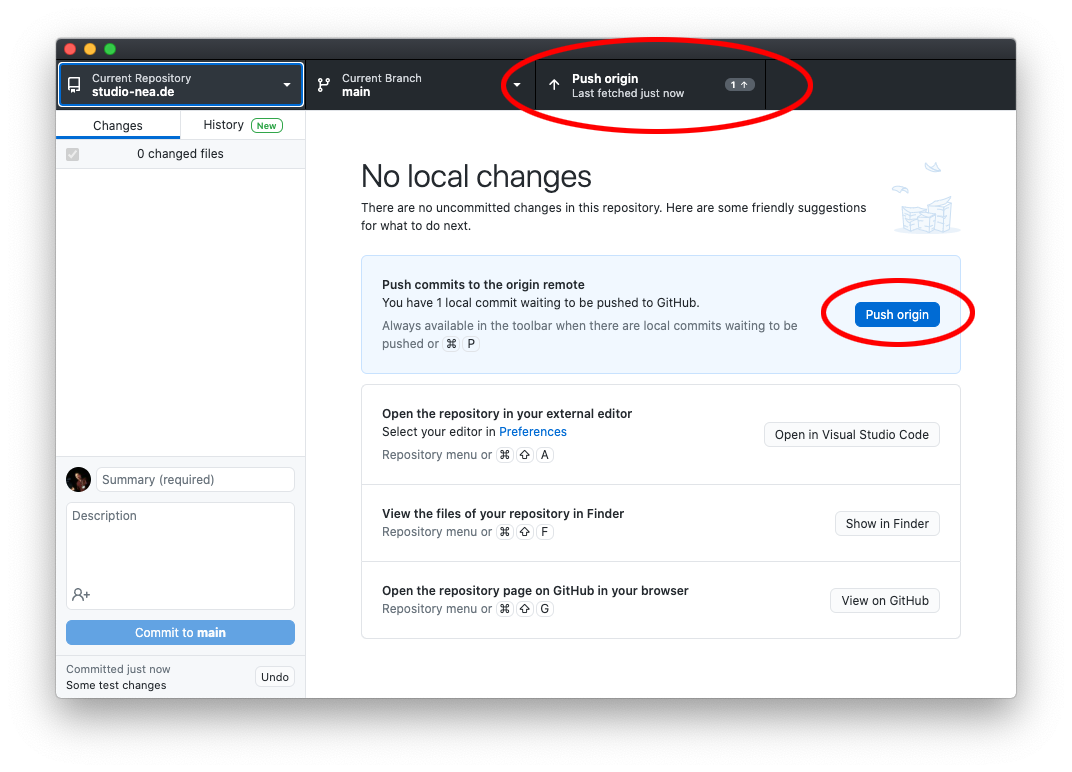 Current Repository
studio-nea.de
Current Branch
main
Push origin
Last fetched just now
1 ↑
Changes
History New
0 changed files
No local changes
There are no uncommitted changes in this repository. Here are some friendly suggestions
for what to do next.
Push commits to the origin remote
You have 1 local commit waiting to be pushed to GitHub.
Always available in the toolbar when there are local commits waiting to be
pushed or ⌘ P
Push origin
Open the repository in your external editor
Select your editor in Preferences
Repository menu or ⌘ ⇧ A
Open in Visual Studio Code
View the files of your repository in Finder
Repository menu or ⌘ ⇧ F
Show in Finder
Open the repository page on GitHub in your browser
Repository menu or ⌘ ⇧ G
View on GitHub
Summary (required)
Description
Commit to main
Committed just now
Some test changes
Undo